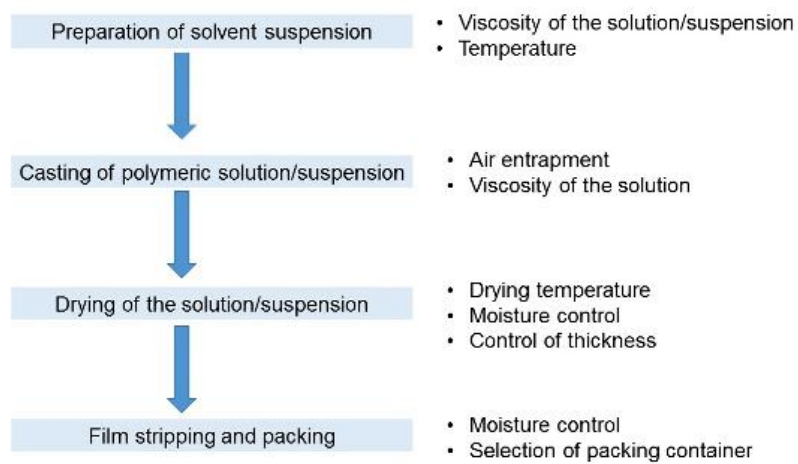 Preparation of solvent suspension
• Viscosity of the solution/suspension
• Temperature
Casting of polymeric solution/suspension
• Air entrapment
• Viscosity of the solution
Drying of the solution/suspension
• Drying temperature
• Moisture control
• Control of thickness
Film stripping and packing
• Moisture control
• Selection of packing container